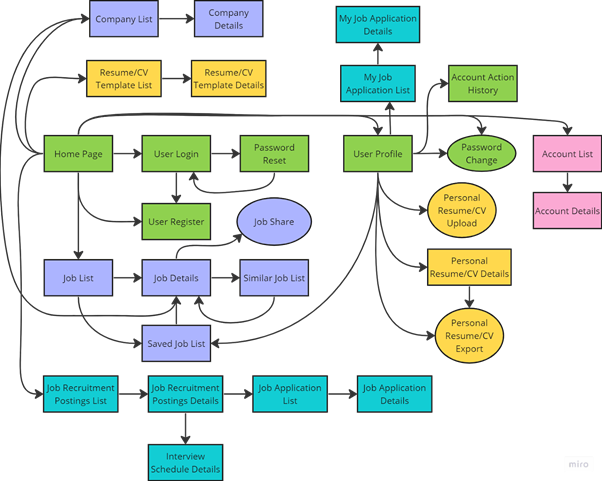 Company List
Company
Details
My Job
Application
Details
Resume/CV
Template List
Resume/CV
Template Details
My Job
Application List
Account Action
History
Home Page
User Login
Password
Reset
User Profile
Password
Change
Account List
User Register
Job Share
Personal
Resume/CV
Upload
Account Details
Job List
Job Details
Similar Job List
Personal
Resume/CV Details
Saved Job List
Personal
Resume/CV
Export
Job Recruitment
Postings List
Job Recruitment
Postings Details
Job Application
List
Job Application
Details
Interview
Schedule Details
miro